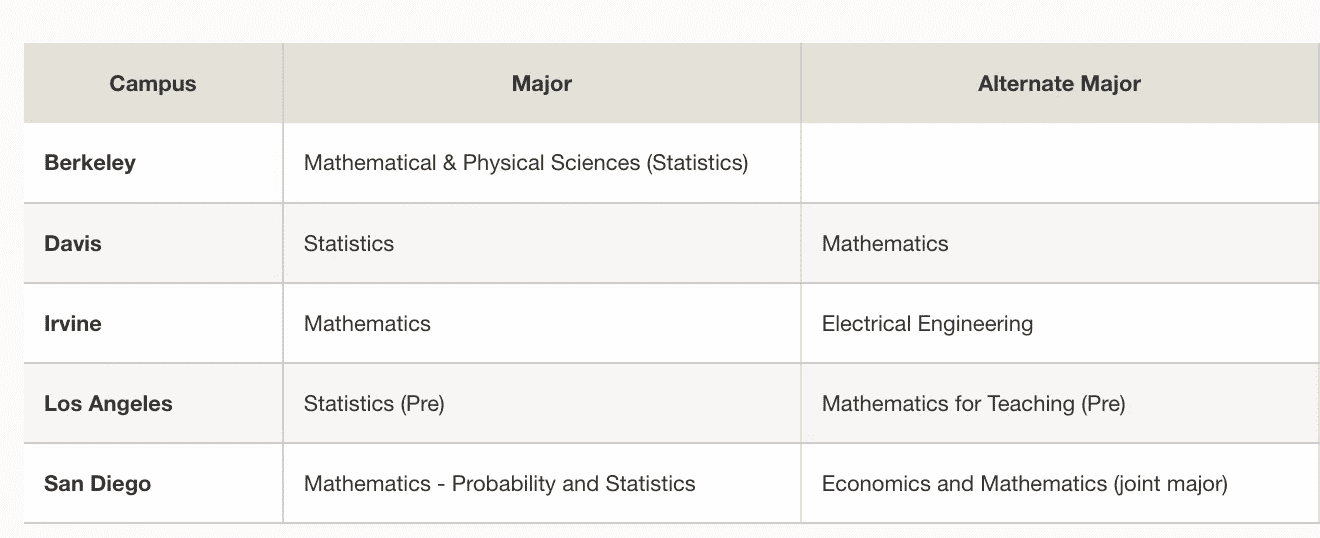 Campus Major Alternate Major
Berkeley Mathematical & Physical Sciences (Statistics)
Davis Statistics Mathematics
Irvine Mathematics Electrical Engineering
Los Angeles Statistics (Pre) Mathematics for Teaching (Pre)
San Diego Mathematics - Probability and Statistics Economics and Mathematics (joint major)